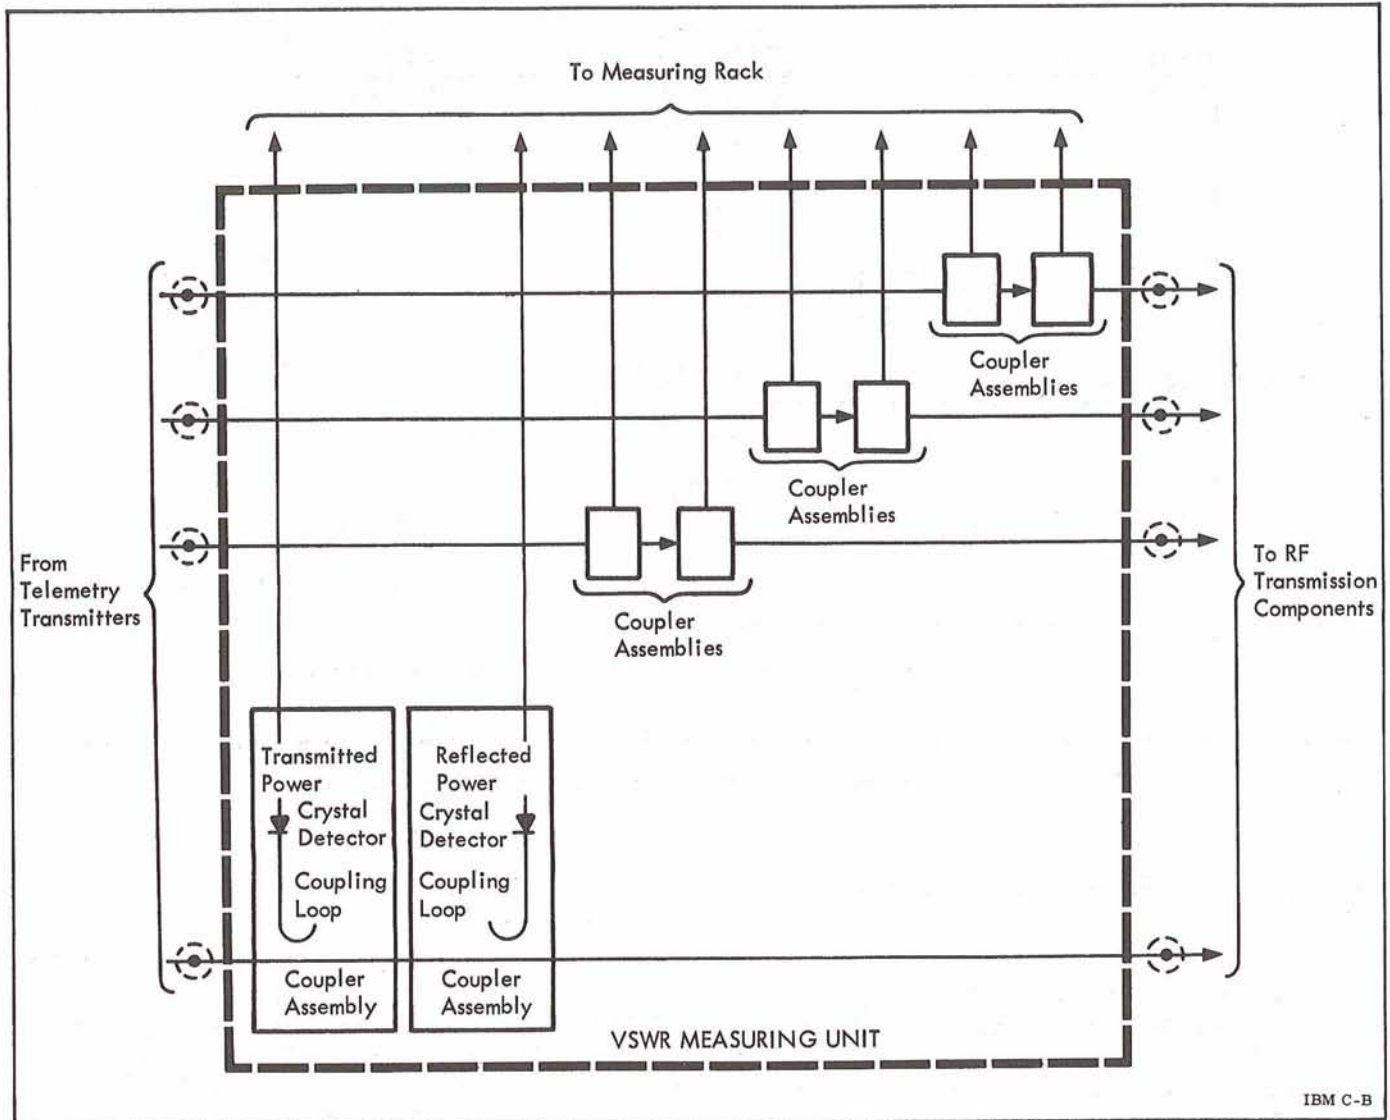 To Measuring Rack
Coupler
Assemblies
Coupler
Assemblies
Coupler
Assemblies
From
Telemetry
Transmitters
To RF
Transmission
Components
Transmitted
Power
Crystal
Detector
Coupling
Loop
Coupler
Assembly
Reflected
Power
Crystal
Detector
Coupling
Loop
Coupler
Assembly
VSWR MEASURING UNIT
IBM C-B